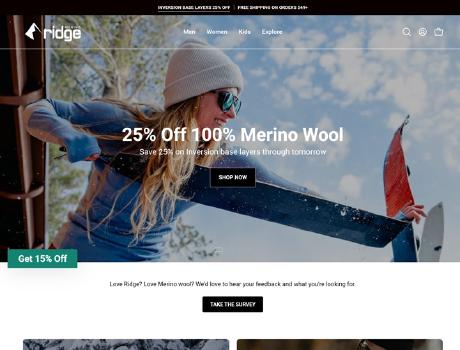 INVERSION BASE LAYERS 25% OFF | FREE SHIPPING ON ORDERS $49+
ridge
Men Women Kids Explore
25% Off 100% Merino Wool
Save 25% on Inversion base layers through tomorrow
SHOP NOW
Get 15% Off
Love Ridge? Love Merino wool? We'd love to hear your feedback and what you're looking for.
TAKE THE SURVEY